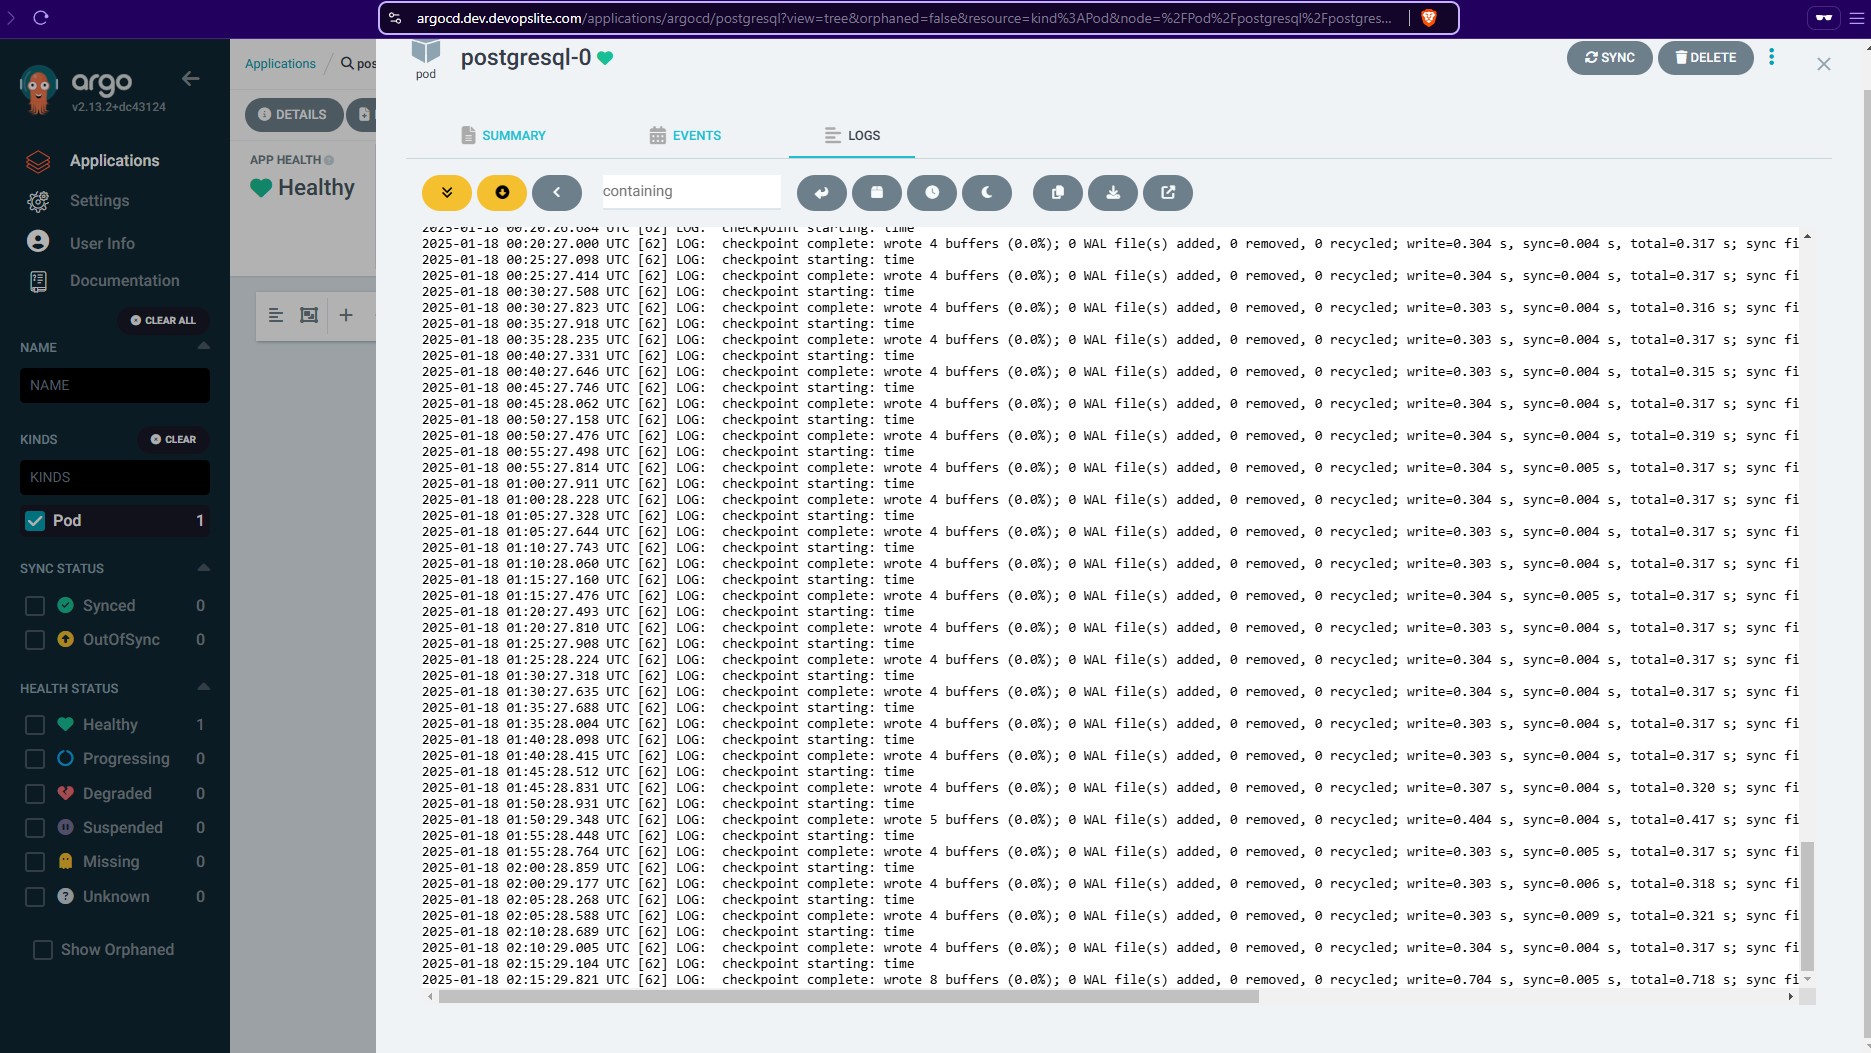 argocd.dev.devopslite.com/applications/argocd/postgresql?view=tree&orphaned=false&resource=kind%3APod&node=%2FPod%2Fpostgresql%2Fpostgres...
argo
v2.13.2+dc43124
Applications
Settings
User Info
Documentation
CLEAR ALL
NAME
NAME
KINDS
CLEAR
KINDS
Pod 1
SYNC STATUS
Synced 0
OutOfSync 0
HEALTH STATUS
Healthy 1
Progressing 0
Degraded 0
Suspended 0
Missing 0
Unknown 0
Show Orphaned
Applications / pos
DETAILS
APP HEALTH
Healthy
pod
postgresql-0
SYNC
DELETE
SUMMARY
EVENTS
LOGS
containing
2025-01-18 00:20:26.684 UTC [62] LOG:  checkpoint starting: time
2025-01-18 00:20:27.000 UTC [62] LOG:  checkpoint complete: wrote 4 buffers (0.0%); 0 WAL file(s) added, 0 removed, 0 recycled; write=0.304 s, sync=0.004 s, total=0.317 s; sync fi
2025-01-18 00:25:27.098 UTC [62] LOG:  checkpoint starting: time
2025-01-18 00:25:27.414 UTC [62] LOG:  checkpoint complete: wrote 4 buffers (0.0%); 0 WAL file(s) added, 0 removed, 0 recycled; write=0.304 s, sync=0.004 s, total=0.317 s; sync fi
2025-01-18 00:30:27.508 UTC [62] LOG:  checkpoint starting: time
2025-01-18 00:30:27.823 UTC [62] LOG:  checkpoint complete: wrote 4 buffers (0.0%); 0 WAL file(s) added, 0 removed, 0 recycled; write=0.303 s, sync=0.004 s, total=0.316 s; sync fi
2025-01-18 00:35:27.918 UTC [62] LOG:  checkpoint starting: time
2025-01-18 00:35:28.235 UTC [62] LOG:  checkpoint complete: wrote 4 buffers (0.0%); 0 WAL file(s) added, 0 removed, 0 recycled; write=0.303 s, sync=0.004 s, total=0.317 s; sync fi
2025-01-18 00:40:27.331 UTC [62] LOG:  checkpoint starting: time
2025-01-18 00:40:27.646 UTC [62] LOG:  checkpoint complete: wrote 4 buffers (0.0%); 0 WAL file(s) added, 0 removed, 0 recycled; write=0.303 s, sync=0.004 s, total=0.315 s; sync fi
2025-01-18 00:45:27.746 UTC [62] LOG:  checkpoint starting: time
2025-01-18 00:45:28.062 UTC [62] LOG:  checkpoint complete: wrote 4 buffers (0.0%); 0 WAL file(s) added, 0 removed, 0 recycled; write=0.304 s, sync=0.004 s, total=0.317 s; sync fi
2025-01-18 00:50:27.158 UTC [62] LOG:  checkpoint starting: time
2025-01-18 00:50:27.476 UTC [62] LOG:  checkpoint complete: wrote 4 buffers (0.0%); 0 WAL file(s) added, 0 removed, 0 recycled; write=0.304 s, sync=0.004 s, total=0.319 s; sync fi
2025-01-18 00:55:27.498 UTC [62] LOG:  checkpoint starting: time
2025-01-18 00:55:27.814 UTC [62] LOG:  checkpoint complete: wrote 4 buffers (0.0%); 0 WAL file(s) added, 0 removed, 0 recycled; write=0.304 s, sync=0.005 s, total=0.317 s; sync fi
2025-01-18 01:00:27.911 UTC [62] LOG:  checkpoint starting: time
2025-01-18 01:00:28.228 UTC [62] LOG:  checkpoint complete: wrote 4 buffers (0.0%); 0 WAL file(s) added, 0 removed, 0 recycled; write=0.304 s, sync=0.004 s, total=0.317 s; sync fi
2025-01-18 01:05:27.328 UTC [62] LOG:  checkpoint starting: time
2025-01-18 01:05:27.644 UTC [62] LOG:  checkpoint complete: wrote 4 buffers (0.0%); 0 WAL file(s) added, 0 removed, 0 recycled; write=0.303 s, sync=0.004 s, total=0.317 s; sync fi
2025-01-18 01:10:27.743 UTC [62] LOG:  checkpoint starting: time
2025-01-18 01:10:28.060 UTC [62] LOG:  checkpoint complete: wrote 4 buffers (0.0%); 0 WAL file(s) added, 0 removed, 0 recycled; write=0.303 s, sync=0.004 s, total=0.317 s; sync fi
2025-01-18 01:15:27.160 UTC [62] LOG:  checkpoint starting: time
2025-01-18 01:15:27.476 UTC [62] LOG:  checkpoint complete: wrote 4 buffers (0.0%); 0 WAL file(s) added, 0 removed, 0 recycled; write=0.304 s, sync=0.005 s, total=0.317 s; sync fi
2025-01-18 01:20:27.493 UTC [62] LOG:  checkpoint starting: time
2025-01-18 01:20:27.810 UTC [62] LOG:  checkpoint complete: wrote 4 buffers (0.0%); 0 WAL file(s) added, 0 removed, 0 recycled; write=0.303 s, sync=0.004 s, total=0.317 s; sync fi
2025-01-18 01:25:27.908 UTC [62] LOG:  checkpoint starting: time
2025-01-18 01:25:28.224 UTC [62] LOG:  checkpoint complete: wrote 4 buffers (0.0%); 0 WAL file(s) added, 0 removed, 0 recycled; write=0.304 s, sync=0.004 s, total=0.317 s; sync fi
2025-01-18 01:30:27.318 UTC [62] LOG:  checkpoint starting: time
2025-01-18 01:30:27.635 UTC [62] LOG:  checkpoint complete: wrote 4 buffers (0.0%); 0 WAL file(s) added, 0 removed, 0 recycled; write=0.304 s, sync=0.004 s, total=0.317 s; sync fi
2025-01-18 01:35:27.688 UTC [62] LOG:  checkpoint starting: time
2025-01-18 01:35:28.004 UTC [62] LOG:  checkpoint complete: wrote 4 buffers (0.0%); 0 WAL file(s) added, 0 removed, 0 recycled; write=0.303 s, sync=0.004 s, total=0.317 s; sync fi
2025-01-18 01:40:28.098 UTC [62] LOG:  checkpoint starting: time
2025-01-18 01:40:28.415 UTC [62] LOG:  checkpoint complete: wrote 4 buffers (0.0%); 0 WAL file(s) added, 0 removed, 0 recycled; write=0.303 s, sync=0.004 s, total=0.317 s; sync fi
2025-01-18 01:45:28.512 UTC [62] LOG:  checkpoint starting: time
2025-01-18 01:45:28.831 UTC [62] LOG:  checkpoint complete: wrote 4 buffers (0.0%); 0 WAL file(s) added, 0 removed, 0 recycled; write=0.307 s, sync=0.004 s, total=0.320 s; sync fi
2025-01-18 01:50:28.931 UTC [62] LOG:  checkpoint starting: time
2025-01-18 01:50:29.348 UTC [62] LOG:  checkpoint complete: wrote 5 buffers (0.0%); 0 WAL file(s) added, 0 removed, 0 recycled; write=0.404 s, sync=0.004 s, total=0.417 s; sync fi
2025-01-18 01:55:28.448 UTC [62] LOG:  checkpoint starting: time
2025-01-18 01:55:28.764 UTC [62] LOG:  checkpoint complete: wrote 4 buffers (0.0%); 0 WAL file(s) added, 0 removed, 0 recycled; write=0.303 s, sync=0.005 s, total=0.317 s; sync fi
2025-01-18 02:00:28.859 UTC [62] LOG:  checkpoint starting: time
2025-01-18 02:00:29.177 UTC [62] LOG:  checkpoint complete: wrote 4 buffers (0.0%); 0 WAL file(s) added, 0 removed, 0 recycled; write=0.303 s, sync=0.006 s, total=0.318 s; sync fi
2025-01-18 02:05:28.268 UTC [62] LOG:  checkpoint starting: time
2025-01-18 02:05:28.588 UTC [62] LOG:  checkpoint complete: wrote 4 buffers (0.0%); 0 WAL file(s) added, 0 removed, 0 recycled; write=0.303 s, sync=0.009 s, total=0.321 s; sync fi
2025-01-18 02:10:28.689 UTC [62] LOG:  checkpoint starting: time
2025-01-18 02:10:29.005 UTC [62] LOG:  checkpoint complete: wrote 4 buffers (0.0%); 0 WAL file(s) added, 0 removed, 0 recycled; write=0.304 s, sync=0.004 s, total=0.317 s; sync fi
2025-01-18 02:15:29.104 UTC [62] LOG:  checkpoint starting: time
2025-01-18 02:15:29.821 UTC [62] LOG:  checkpoint complete: wrote 8 buffers (0.0%); 0 WAL file(s) added, 0 removed, 0 recycled; write=0.704 s, sync=0.005 s, total=0.718 s; sync fi